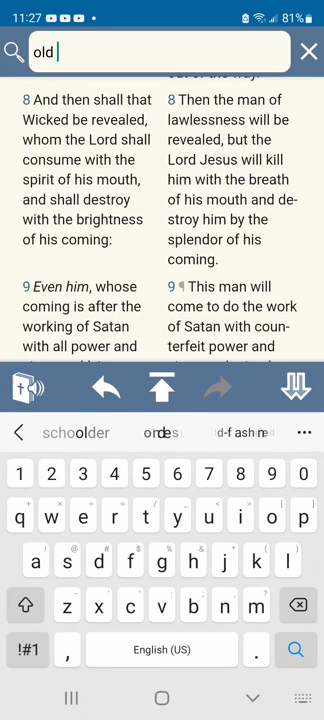 11:27 81%
old
8 And then shall that
Wicked be revealed,
whom the Lord shall
consume with the
spirit of his mouth,
and shall destroy
with the brightness
of his coming:
9 Even him, whose
coming is after the
working of Satan
with all power and
8 Then the man of
lawlessness will be
revealed, but the
Lord Jesus will kill
him with the breath
of his mouth and de-
stroy him by the
splendor of his
coming.
9 ¶ This man will
come to do the work
of Satan with coun-
terfeit power and
1 2 3 4 5 6 7 8 9 0
q w e r t y u i o p
a s d f g h j k l
z x c v b n m
!#1 , English (US) .